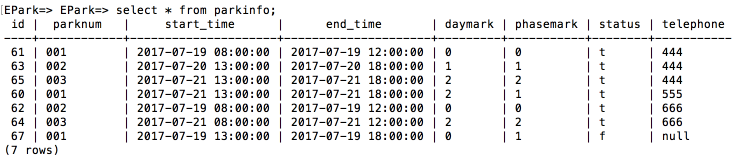 EPark=> EPark=> select * from parkinfo;
id | parknum | start_time | end_time | daymark | phasemark | status | telephone
----+---------+---------------------+---------------------+---------+-----------+--------+-----------
61 | 001 | 2017-07-19 08:00:00 | 2017-07-19 12:00:00 | 0 | 0 | t | 444
63 | 002 | 2017-07-20 13:00:00 | 2017-07-20 18:00:00 | 1 | 1 | t | 444
65 | 003 | 2017-07-21 13:00:00 | 2017-07-21 18:00:00 | 2 | 2 | t | 444
60 | 001 | 2017-07-21 13:00:00 | 2017-07-21 18:00:00 | 2 | 1 | t | 555
62 | 002 | 2017-07-19 08:00:00 | 2017-07-19 12:00:00 | 0 | 0 | t | 666
64 | 003 | 2017-07-21 08:00:00 | 2017-07-21 12:00:00 | 2 | 2 | t | 666
67 | 001 | 2017-07-19 13:00:00 | 2017-07-19 18:00:00 | 0 | 1 | f | null
(7 rows)